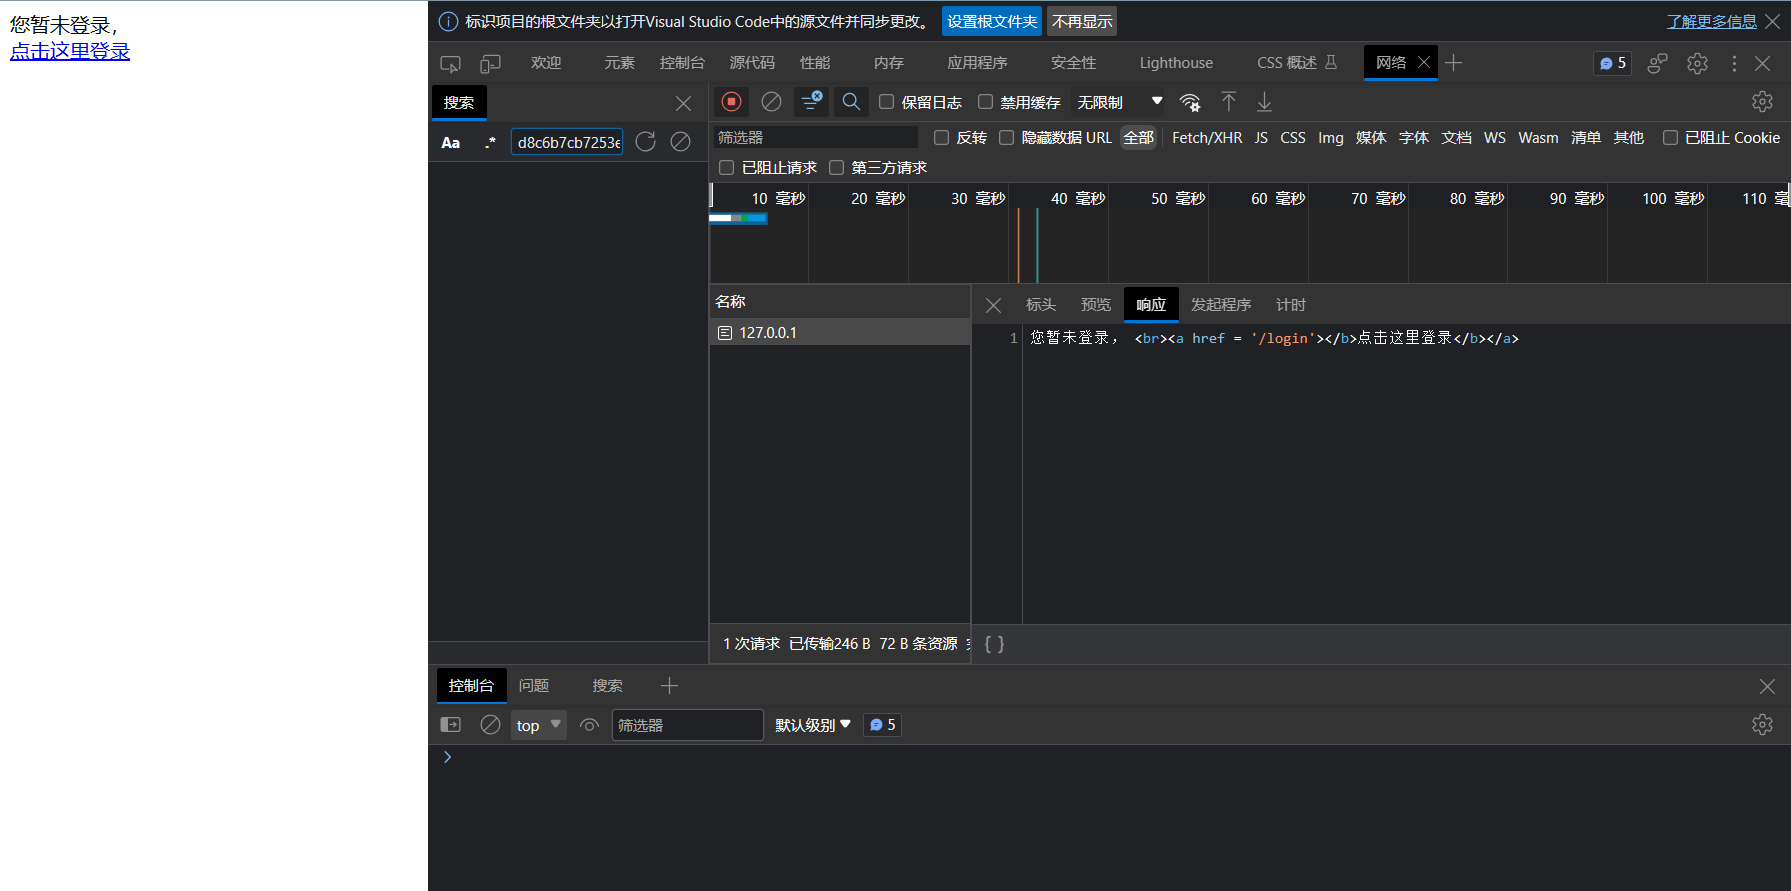 您暂未登录，
点击这里登录
标识项目的根文件夹以打开Visual Studio Code中的源文件并同步更改。 设置根文件夹 不再显示 了解更多信息
欢迎 元素 控制台 源代码 性能 内存 应用程序 安全性 Lighthouse CSS 概述 网络 5
搜索
Aa .* d8c6b7cb7253e
保留日志 禁用缓存 无限制
筛选器 反转 隐藏数据 URL 全部 Fetch/XHR JS CSS Img 媒体 字体 文档 WS Wasm 清单 其他 已阻止 Cookie
已阻止请求 第三方请求
10 毫秒 20 毫秒 30 毫秒 40 毫秒 50 毫秒 60 毫秒 70 毫秒 80 毫秒 90 毫秒 100 毫秒 110 毫
名称
127.0.0.1
1 次请求 已传输246 B 72 B 条资源
标头 预览 响应 发起程序 计时
1 您暂未登录， <br><a href = '/login'></b>点击这里登录</b></a>
{ }
控制台 问题 搜索
top 筛选器 默认级别 5